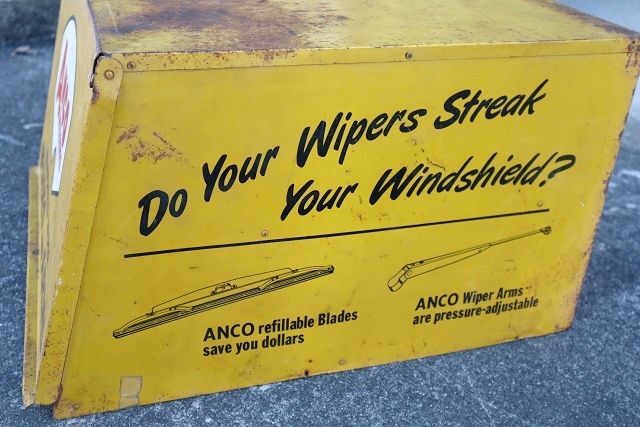 Do Your Wipers Streak
Your Windshield?
ANCO refillable Blades
save you dollars
ANCO Wiper Arms
are pressure-adjustable